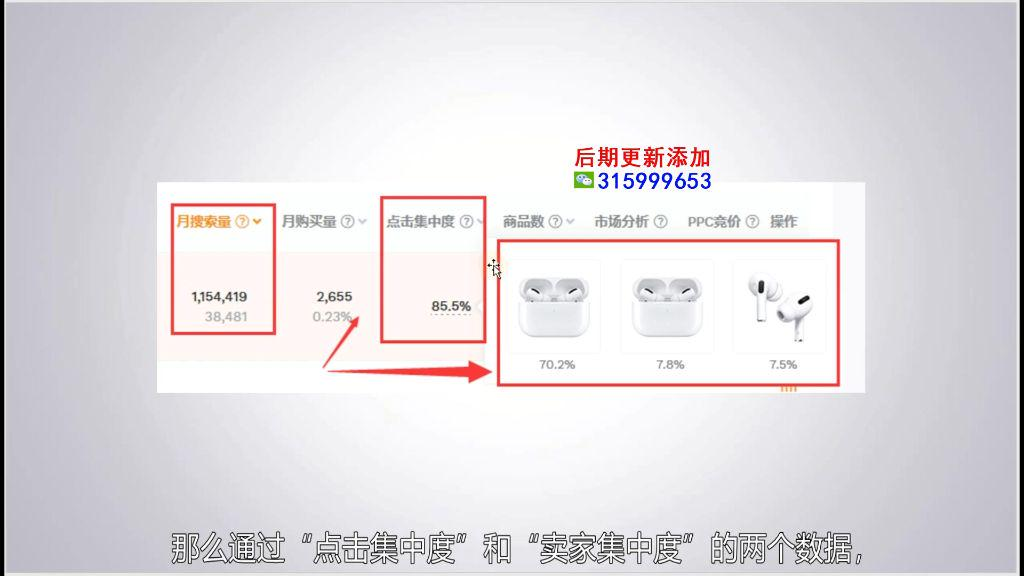 后期更新添加
315999653
月搜索量 月购买量 点击集中度 商品数 市场分析 PPC竞价 操作
1,154,419 2,655 85.5%
38,481 0.23%
70.2% 7.8% 7.5%
那么通过“点击集中度”和“卖家集中度”的两个数据，